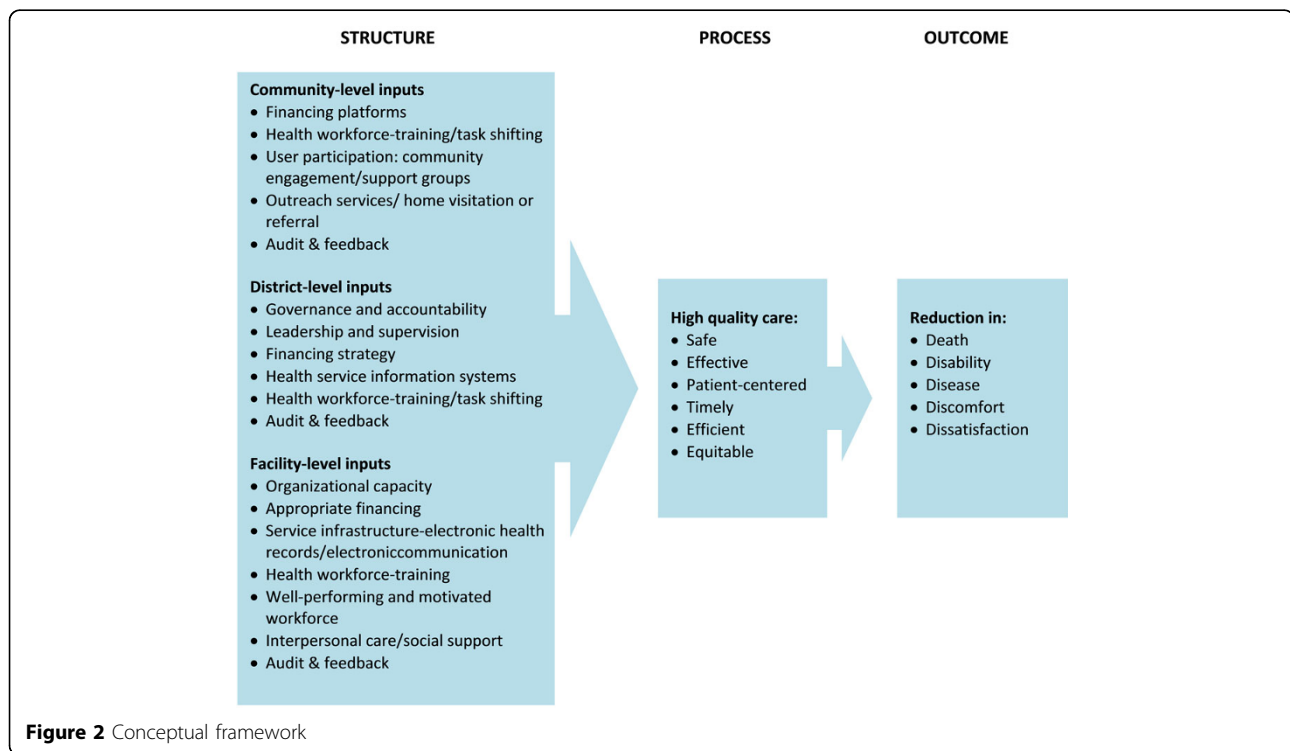 STRUCTURE
PROCESS
OUTCOME
Community-level inputs
• Financing platforms
• Health workforce-training/task shifting
• User participation: community
engagement/support groups
• Outreach services/ home visitation or
referral
• Audit & feedback
District-level inputs
• Governance and accountability
• Leadership and supervision
• Financing strategy
• Health service information systems
• Health workforce-training/task shifting
• Audit & feedback
Facility-level inputs
• Organizational capacity
• Appropriate financing
• Service infrastructure-electronic health
records/electroniccommunication
• Health workforce-training
• Well-performing and motivated
workforce
• Interpersonal care/social support
• Audit & feedback
High quality care:
• Safe
• Effective
• Patient-centered
• Timely
• Efficient
• Equitable
Reduction in:
• Death
• Disability
• Disease
• Discomfort
• Dissatisfaction
Figure 2 Conceptual framework